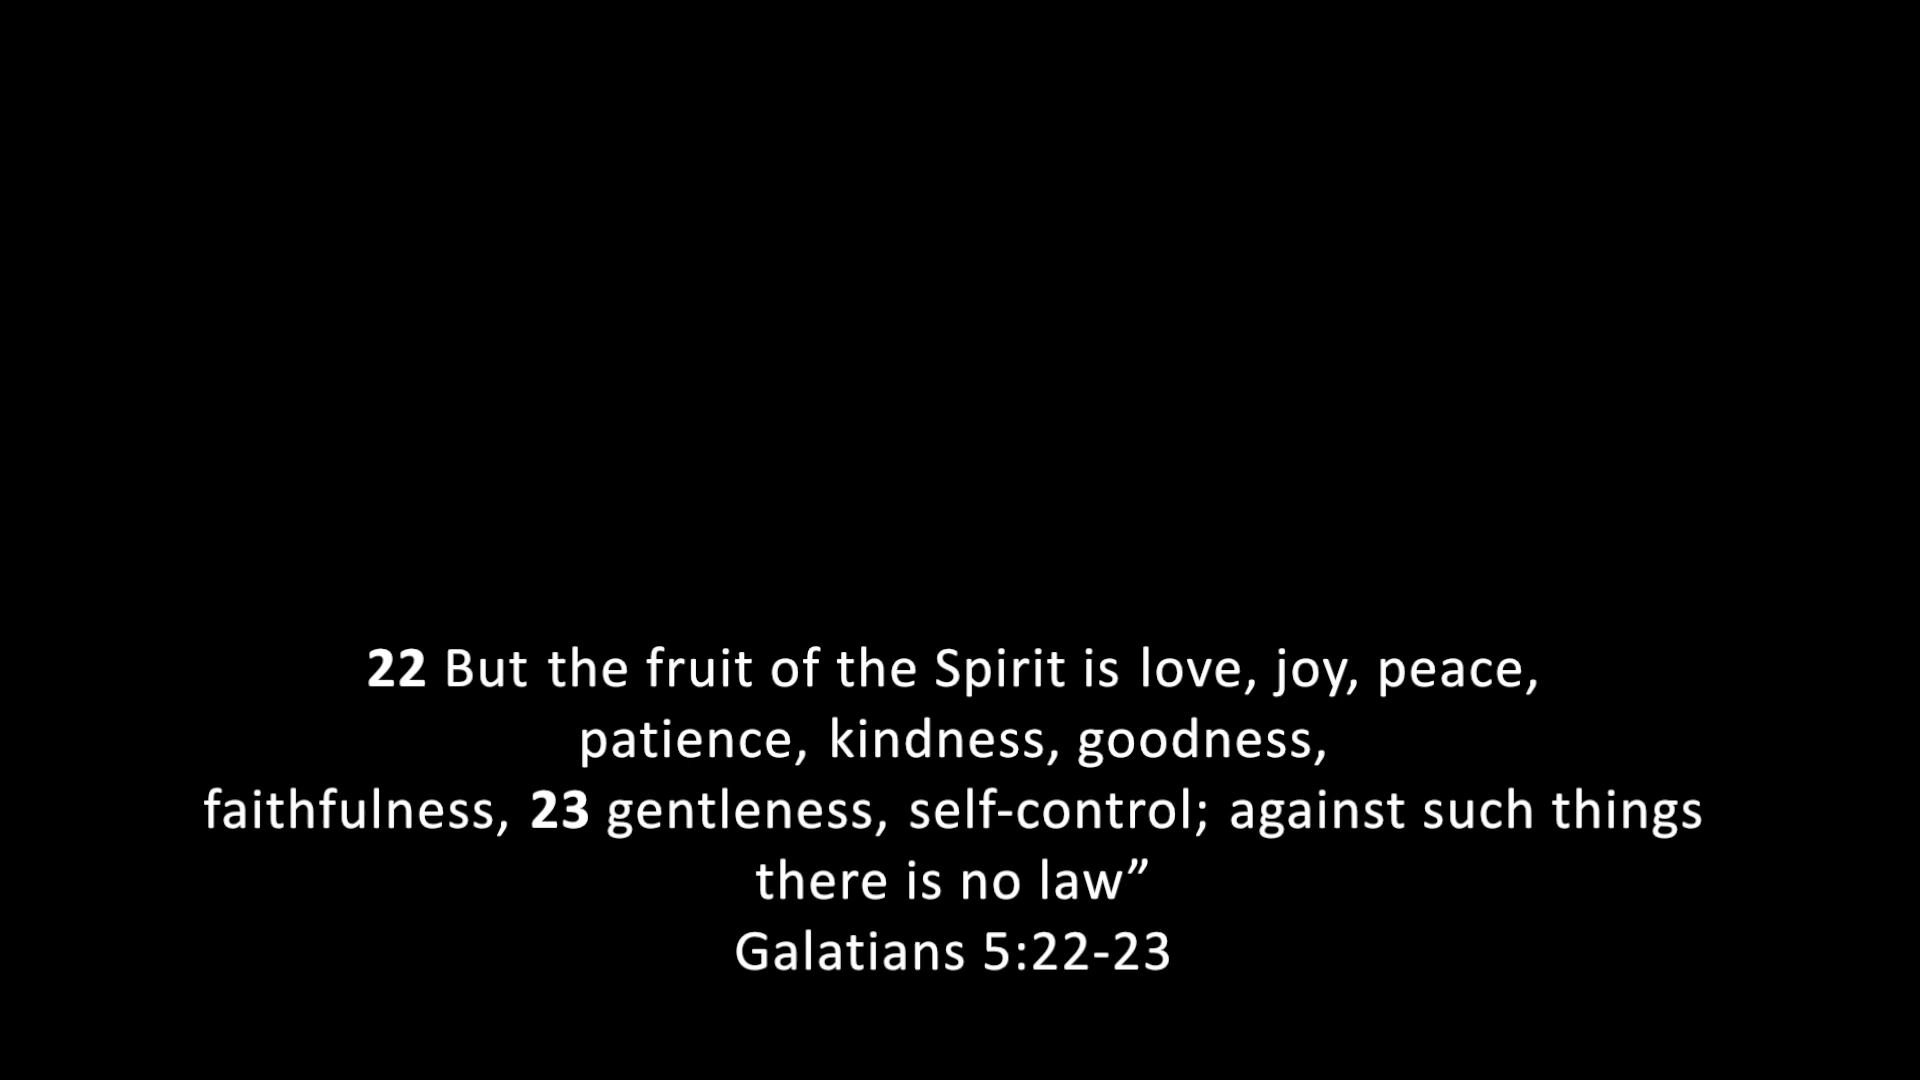 22 But the fruit of the Spirit is love, joy, peace,
patience, kindness, goodness,
faithfulness, 23 gentleness, self-control; against such things
there is no law”
Galatians 5:22-23